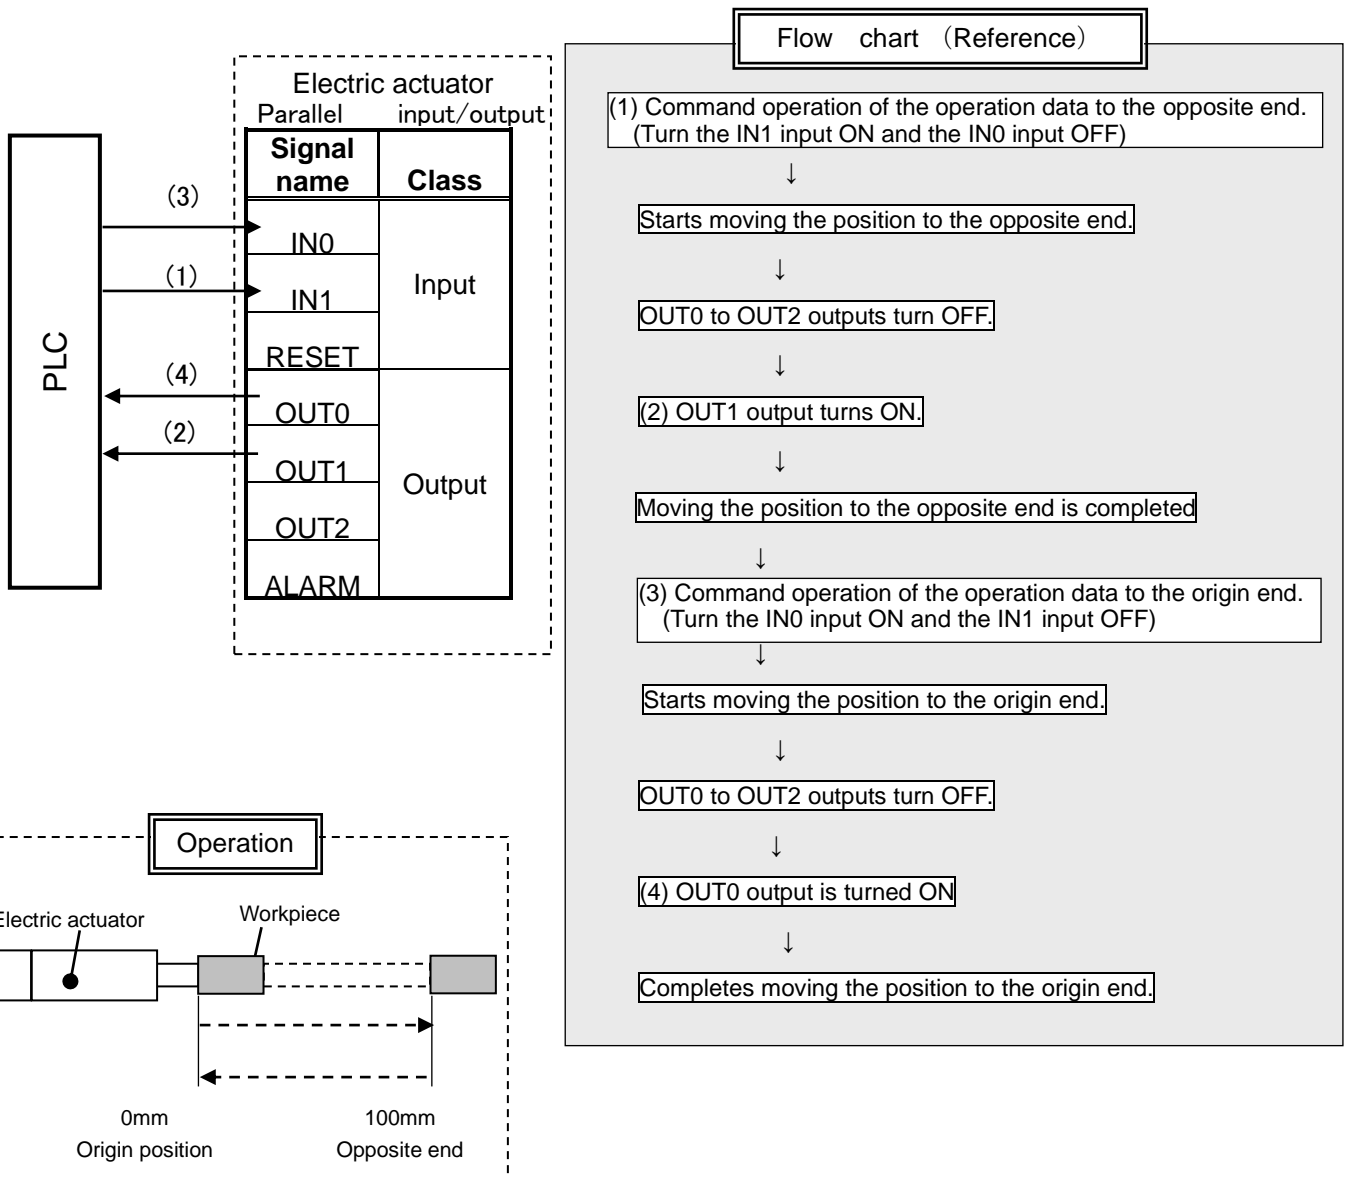 Electric actuator
Parallel input/output
Signal name Class
IN0
IN1
RESET
Input
OUT0
OUT1
OUT2
ALARM
Output
PLC
(3)
(1)
(4)
(2)
Flow chart (Reference)
(1) Command operation of the operation data to the opposite end.
(Turn the IN1 input ON and the IN0 input OFF)
↓
Starts moving the position to the opposite end.
↓
OUT0 to OUT2 outputs turn OFF.
↓
(2) OUT1 output turns ON.
↓
Moving the position to the opposite end is completed
↓
(3) Command operation of the operation data to the origin end.
(Turn the IN0 input ON and the IN1 input OFF)
↓
Starts moving the position to the origin end.
↓
OUT0 to OUT2 outputs turn OFF.
↓
(4) OUT0 output is turned ON
↓
Completes moving the position to the origin end.
Operation
Electric actuator
Workpiece
0mm
Origin position
100mm
Opposite end